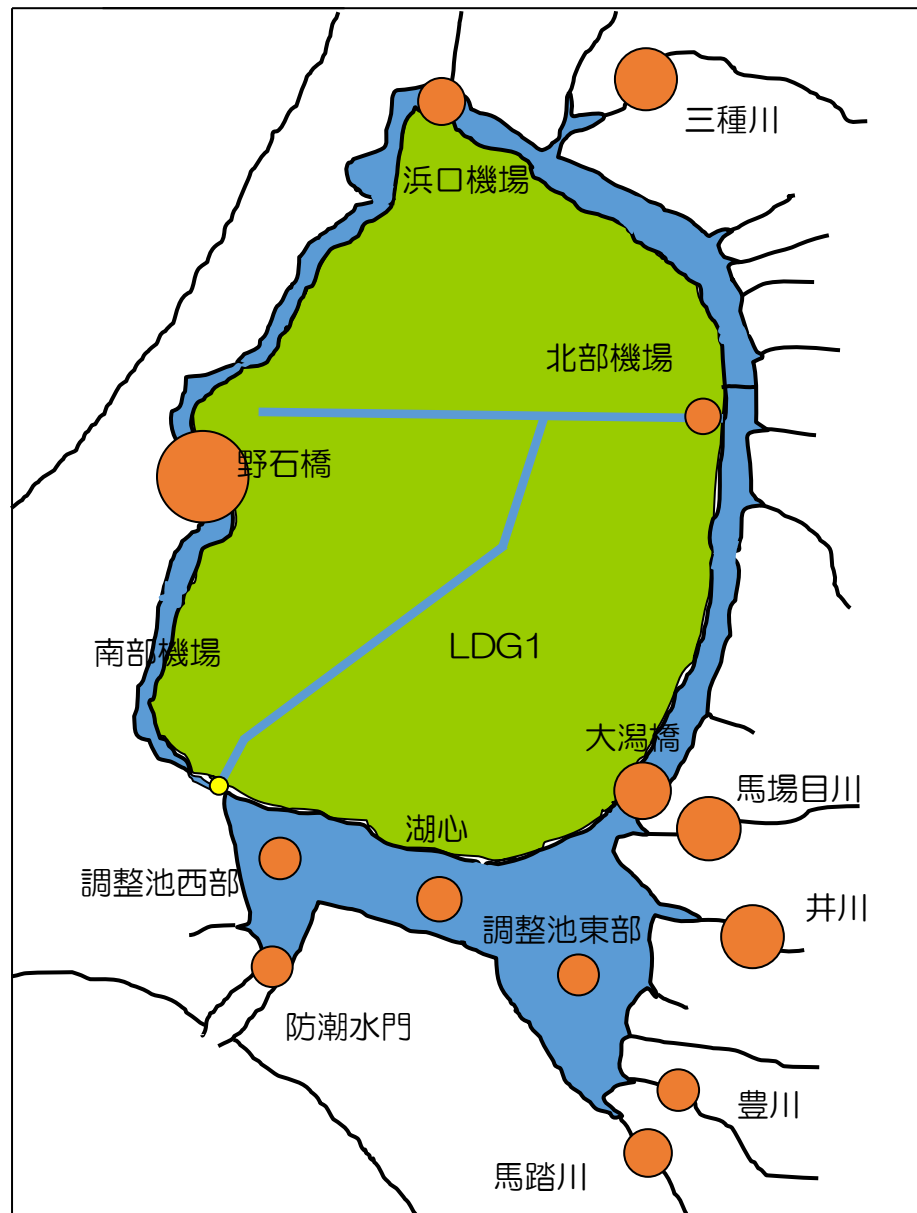 三種川
浜口機場
北部機場
野石橋
南部機場
LDG1
大潟橋
馬場目川
湖心
調整池西部
井川
調整池東部
防潮水門
豊川
馬踏川